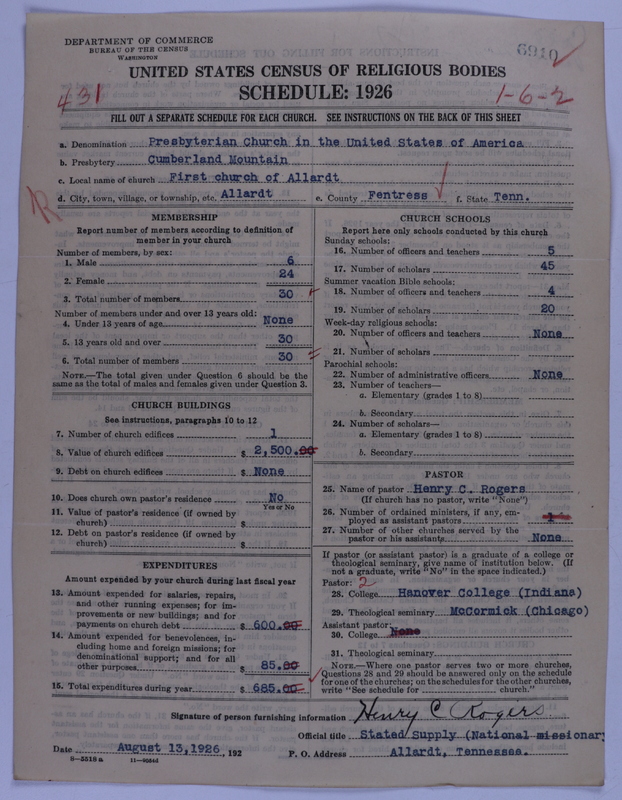 DEPARTMENT OF COMMERCE
BUREAU OF THE CENSUS
WASHINGTON
6910
UNITED STATES CENSUS OF RELIGIOUS BODIES
SCHEDULE: 1926
431
1-6-2
FILL OUT A SEPARATE SCHEDULE FOR EACH CHURCH. SEE INSTRUCTIONS ON THE BACK OF THIS SHEET
a. Denomination Presbyterian Church in the United States of America
b. Presbytery Cumberland Mountain
c. Local name of church First church of Allardt
d. City, town, village, or township, etc. Allardt e. County Fentress f. State Tenn.
R
MEMBERSHIP
Report number of members according to definition of
member in your church
Number of members, by sex:
1. Male 6
2. Female 24
3. Total number of members 30
Number of members under and over 13 years old:
4. Under 13 years of age None
5. 13 years old and over 30
6. Total number of members 30
NOTE.—The total given under Question 6 should be the
same as the total of males and females given under Question 3.
CHURCH BUILDINGS
See instructions, paragraphs 10 to 12
7. Number of church edifices 1
8. Value of church edifices $ 2,500.00
9. Debt on church edifices $ None
10. Does church own pastor's residence No
Yes or No
11. Value of pastor's residence (if owned by
church) $
12. Debt on pastor's residence (if owned by
church) $
EXPENDITURES
Amount expended by your church during last fiscal year
13. Amount expended for salaries, repairs,
and other running expenses; for im-
provements or new buildings; and for
payments on church debt $ 600.00
14. Amount expended for benevolences, in-
cluding home and foreign missions; for
denominational support; and for all
other purposes $ 85.00
15. Total expenditures during year $ 685.00
CHURCH SCHOOLS
Report here only schools conducted by this church
Sunday schools:
16. Number of officers and teachers 5
17. Number of scholars 45
Summer vacation Bible schools:
18. Number of officers and teachers 4
19. Number of scholars 20
Week-day religious schools:
20. Number of officers and teachers None
21. Number of scholars
Parochial schools:
22. Number of administrative officers None
23. Number of teachers—
a. Elementary (grades 1 to 8)
b. Secondary
24. Number of scholars—
a. Elementary (grades 1 to 8)
b. Secondary
PASTOR
25. Name of pastor Henry C. Rogers
(If church has no pastor, write "None")
26. Number of ordained ministers, if any, em-
ployed as assistant pastors 1
27. Number of other churches served by the
pastor or his assistants None
If pastor (or assistant pastor) is a graduate of a college or
theological seminary, give name of institution below. (If
not a graduate, write "No" in the space indicated.)
Pastor: 2
28. College Hanover College (Indiana)
29. Theological seminary McCormick (Chicago)
Assistant pastor:
30. College None
31. Theological seminary
NOTE.—Where one pastor serves two or more churches,
Questions 28 and 29 should be answered only on the schedule
for one of the churches; on the schedules for the other churches,
write "See schedule for church."
Signature of person furnishing information Henry C Rogers
Official title Stated Supply (National missionary
Date August 13,1926 , 192
P. O. Address Allardt, Tennessee.
8-5518 a